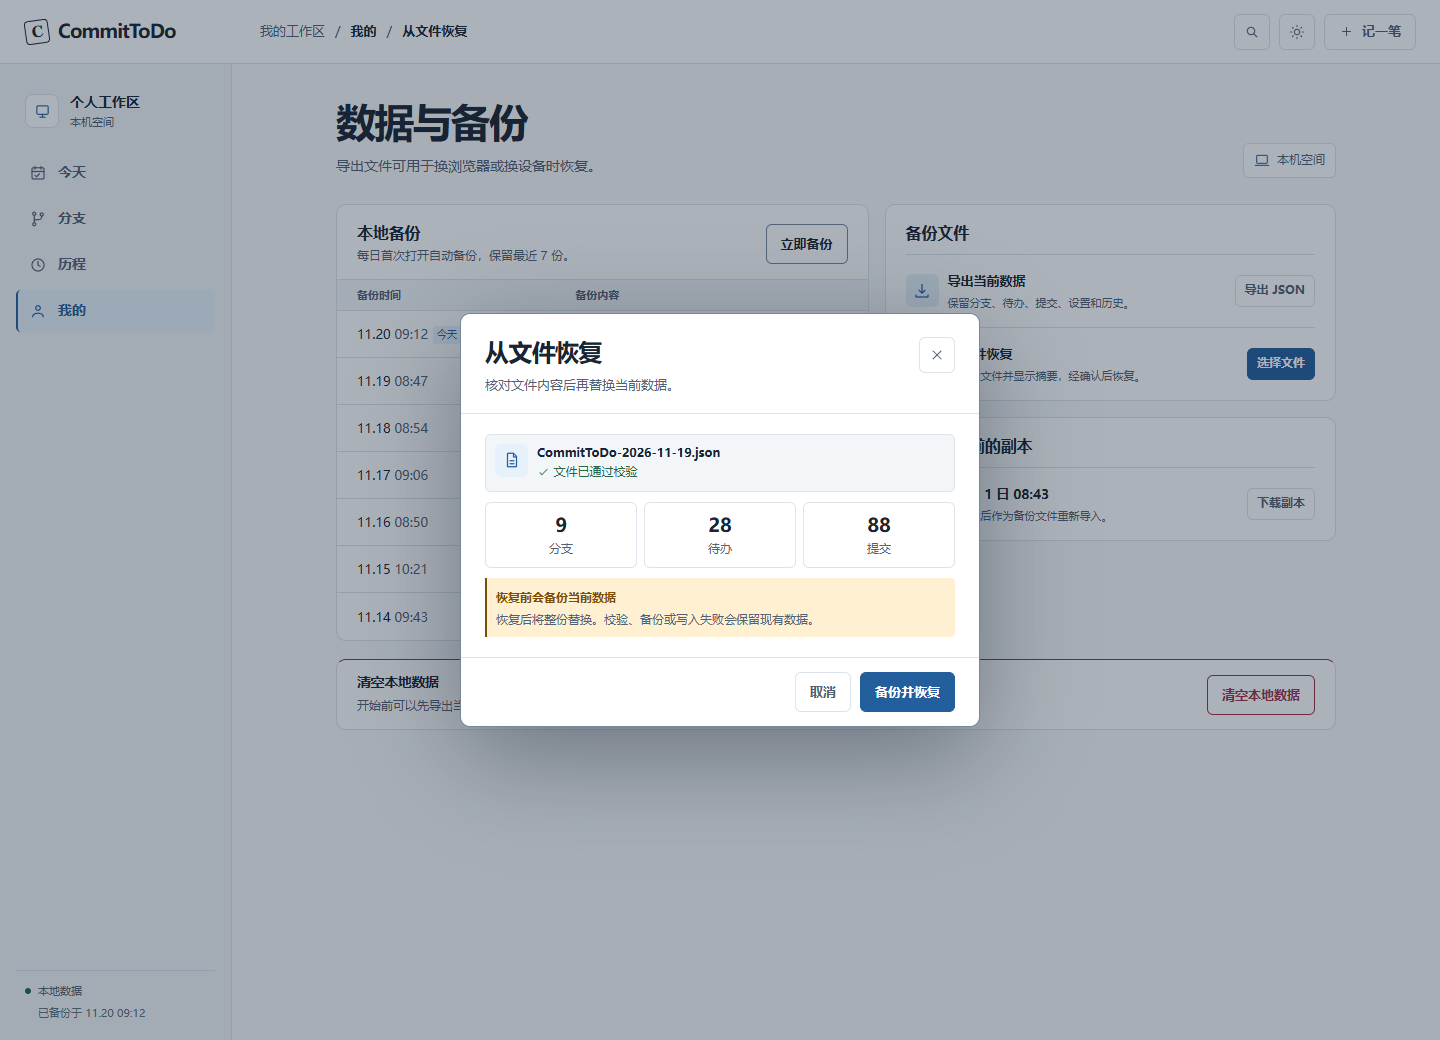 C CommitToDo
我的工作区 / 我的 / 从文件恢复
记一笔
个人工作区
本机空间
今天
分支
历程
我的
本地数据
已备份于 11.20 09:12
数据与备份
导出文件可用于换浏览器或换设备时恢复。
本机空间
本地备份
每日首次打开自动备份，保留最近 7 份。
立即备份
备份时间 备份内容
11.20 09:12 今天
11.19 08:47
11.18 08:54
11.17 09:06
11.16 08:50
11.15 10:21
11.14 09:43
备份文件
导出当前数据
保留分支、待办、提交、设置和历史。
导出 JSON
件恢复
文件并显示摘要，经确认后恢复。
选择文件
前的副本
1 日 08:43
后作为备份文件重新导入。
下载副本
清空本地数据
开始前可以先导出当
清空本地数据
从文件恢复
核对文件内容后再替换当前数据。
CommitToDo-2026-11-19.json
文件已通过校验
9
分支
28
待办
88
提交
恢复前会备份当前数据
恢复后将整份替换。校验、备份或写入失败会保留现有数据。
取消
备份并恢复